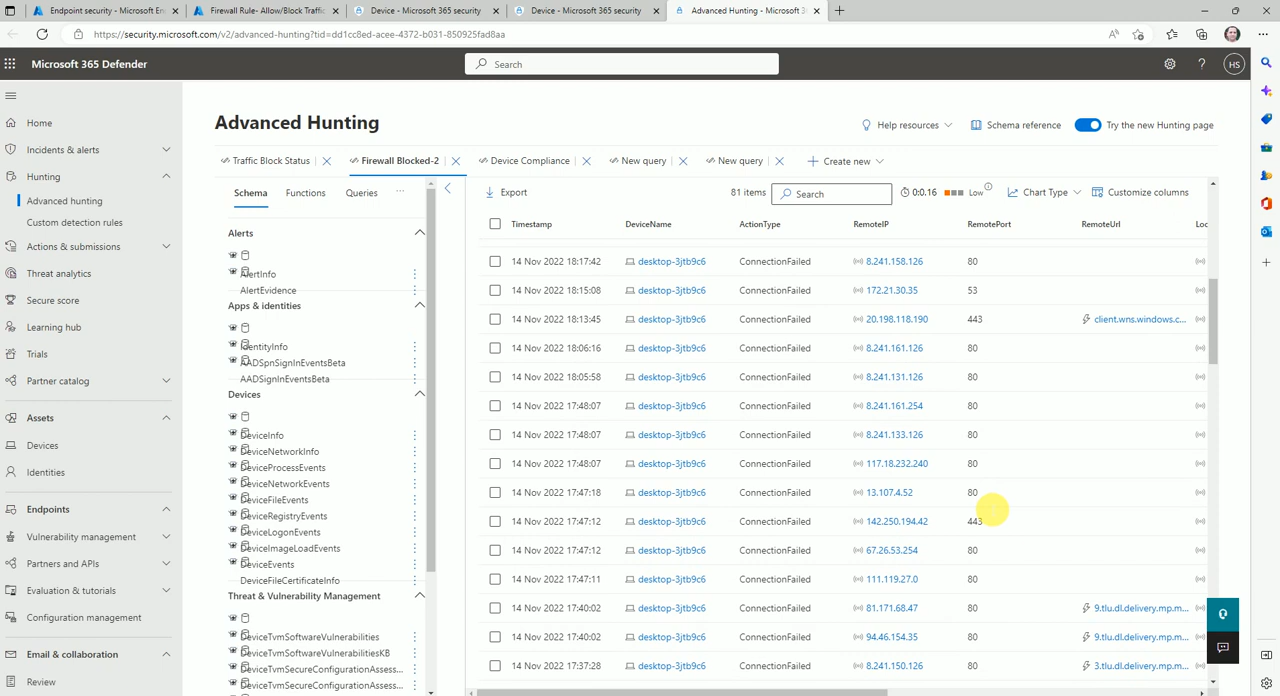 Endpoint security - Microsoft En
Firewall Rule- Allow/Block Traffic
Device - Microsoft 365 security
Device - Microsoft 365 security
Advanced Hunting - Microsoft 3
https://security.microsoft.com/v2/advanced-hunting?tid=dd1cc8ed-acee-4372-b031-850925fad8aa
Microsoft 365 Defender
Search
HS
Home
Incidents & alerts
Hunting
Advanced hunting
Custom detection rules
Actions & submissions
Threat analytics
Secure score
Learning hub
Trials
Partner catalog
Assets
Devices
Identities
Endpoints
Vulnerability management
Partners and APIs
Evaluation & tutorials
Configuration management
Email & collaboration
Review
Advanced Hunting
Help resources
Schema reference
Try the new Hunting page
Traffic Block Status
Firewall Blocked-2
Device Compliance
New query
New query
Create new
Schema
Functions
Queries
Alerts
AlertInfo
AlertEvidence
Apps & identities
IdentityInfo
AADSpnSignInEventsBeta
AADSignInEventsBeta
Devices
DeviceInfo
DeviceNetworkInfo
DeviceProcessEvents
DeviceNetworkEvents
DeviceFileEvents
DeviceRegistryEvents
DeviceLogonEvents
DeviceImageLoadEvents
DeviceEvents
DeviceFileCertificateInfo
Threat & Vulnerability Management
DeviceTvmSoftwareVulnerabilities
DeviceTvmSoftwareVulnerabilitiesKB
DeviceTvmSecureConfigurationAssess...
DeviceTvmSecureConfigurationAssess...
Export
81 items
Search
0:0.16
Low
Chart Type
Customize columns
Timestamp DeviceName ActionType RemoteIP RemotePort RemoteUrl Loc
14 Nov 2022 18:17:42 desktop-3jtb9c6 ConnectionFailed 8.241.158.126 80
14 Nov 2022 18:15:08 desktop-3jtb9c6 ConnectionFailed 172.21.30.35 53
14 Nov 2022 18:13:45 desktop-3jtb9c6 ConnectionFailed 20.198.118.190 443 client.wns.windows.c...
14 Nov 2022 18:06:16 desktop-3jtb9c6 ConnectionFailed 8.241.161.126 80
14 Nov 2022 18:05:58 desktop-3jtb9c6 ConnectionFailed 8.241.131.126 80
14 Nov 2022 17:48:07 desktop-3jtb9c6 ConnectionFailed 8.241.161.254 80
14 Nov 2022 17:48:07 desktop-3jtb9c6 ConnectionFailed 8.241.133.126 80
14 Nov 2022 17:48:07 desktop-3jtb9c6 ConnectionFailed 117.18.232.240 80
14 Nov 2022 17:47:18 desktop-3jtb9c6 ConnectionFailed 13.107.4.52 80
14 Nov 2022 17:47:12 desktop-3jtb9c6 ConnectionFailed 142.250.194.42 443
14 Nov 2022 17:47:12 desktop-3jtb9c6 ConnectionFailed 67.26.53.254 80
14 Nov 2022 17:47:11 desktop-3jtb9c6 ConnectionFailed 111.119.27.0 80
14 Nov 2022 17:40:02 desktop-3jtb9c6 ConnectionFailed 81.171.68.47 80 9.tlu.dl.delivery.mp.m...
14 Nov 2022 17:40:02 desktop-3jtb9c6 ConnectionFailed 94.46.154.35 80 9.tlu.dl.delivery.mp.m...
14 Nov 2022 17:37:28 desktop-3jtb9c6 ConnectionFailed 8.241.150.126 80 3.tlu.dl.delivery.mp.m...